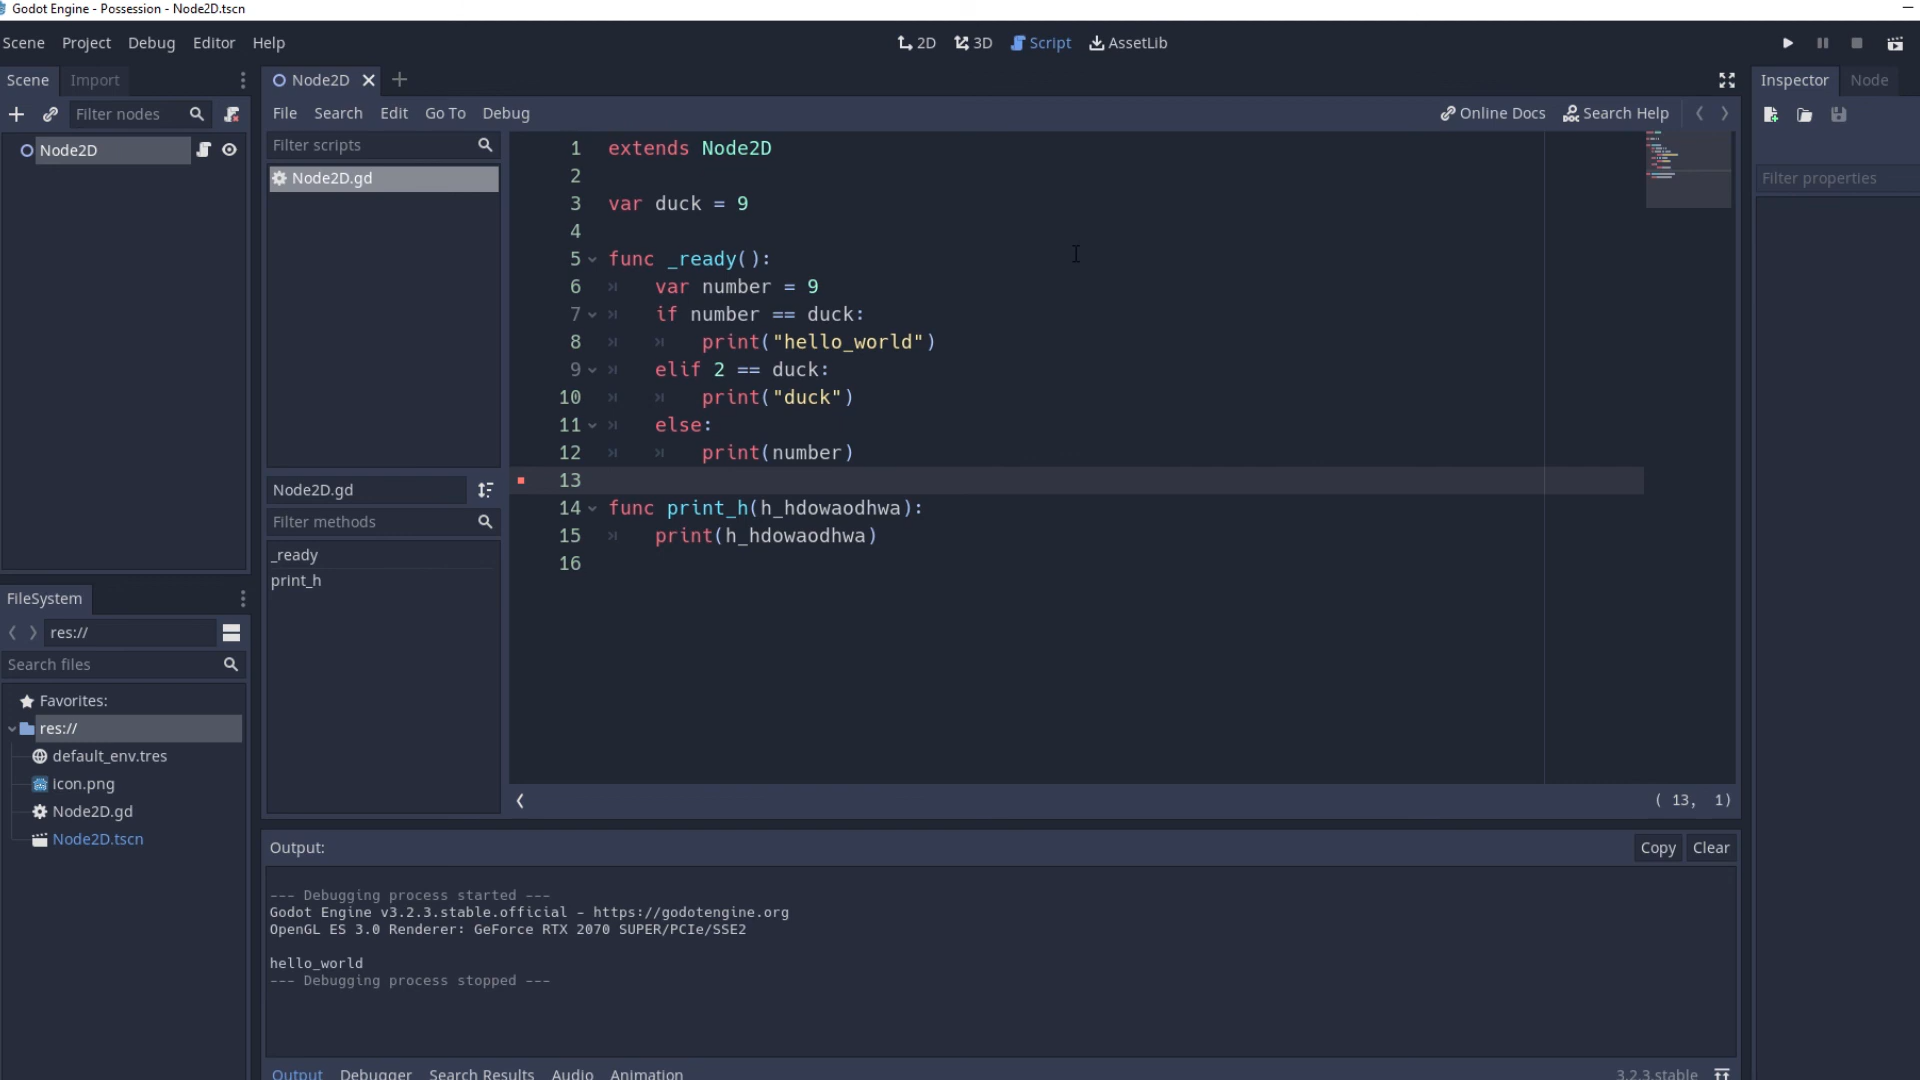 Godot Engine - Possession - Node2D.tscn
Scene Project Debug Editor Help
2D 3D Script AssetLib
Scene Import
Node2D
Inspector Node
Filter nodes
File Search Edit Go To Debug
Online Docs Search Help
Node2D
Filter scripts
Node2D.gd
Filter properties
1 extends Node2D
2
3 var duck = 9
4
5 func _ready():
6 var number = 9
7 if number == duck:
8 print("hello_world")
9 elif 2 == duck:
10 print("duck")
11 else:
12 print(number)
13
14 func print_h(h_hdowaodhwa):
15 print(h_hdowaodhwa)
16
Node2D.gd
Filter methods
_ready
print_h
FileSystem
res://
Search files
Favorites:
res://
default_env.tres
icon.png
Node2D.gd
Node2D.tscn
( 13, 1)
Output:
Copy Clear
--- Debugging process started ---
Godot Engine v3.2.3.stable.official - https://godotengine.org
OpenGL ES 3.0 Renderer: GeForce RTX 2070 SUPER/PCIe/SSE2
hello_world
--- Debugging process stopped ---
Output Debugger Search Results Audio Animation
3.2.3.stable